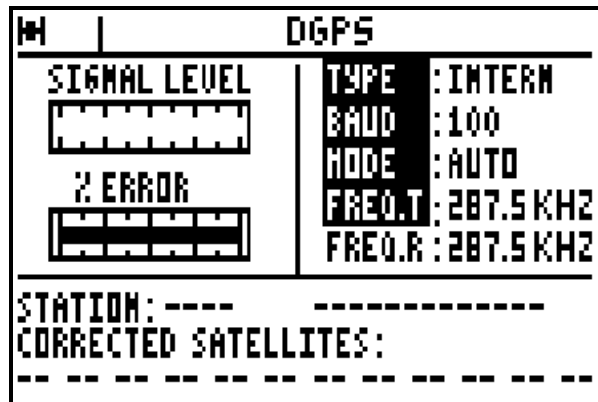 DGPS
SIGNAL LEVEL
% ERROR
TYPE :INTERN
BAUD :100
MODE :AUTO
FREQ.T :287.5 KHZ
FREQ.R :287.5 KHZ
STATION: ---- -------------
CORRECTED SATELLITES:
-- -- -- -- -- -- -- -- -- -- -- --